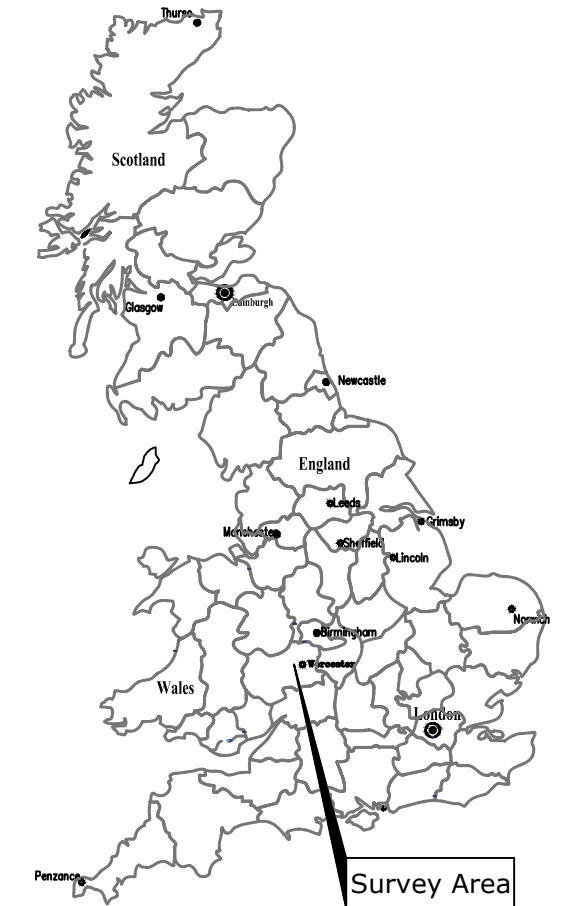 Thurso
Scotland
Glasgow
Edinburgh
Newcastle
England
Leeds
Grimsby
Manchester
Sheffield
Lincoln
Norwich
Birmingham
Worcester
Wales
London
Penzance
Survey Area